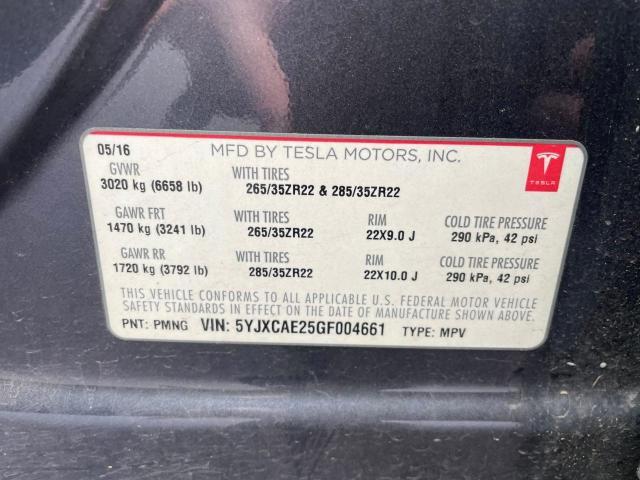 05/16 MFD BY TESLA MOTORS, INC. TESLA
GVWR WITH TIRES
3020 kg (6658 lb) 265/35ZR22 & 285/35ZR22
GAWR FRT WITH TIRES RIM COLD TIRE PRESSURE
1470 kg (3241 lb) 265/35ZR22 22X9.0 J 290 kPa, 42 psi
GAWR RR WITH TIRES RIM COLD TIRE PRESSURE
1720 kg (3792 lb) 285/35ZR22 22X10.0 J 290 kPa, 42 psi
THIS VEHICLE CONFORMS TO ALL APPLICABLE U.S. FEDERAL MOTOR VEHICLE
SAFETY STANDARDS IN EFFECT ON THE DATE OF MANUFACTURE SHOWN ABOVE.
PNT: PMNG VIN: 5YJXCAE25GF004661 TYPE: MPV